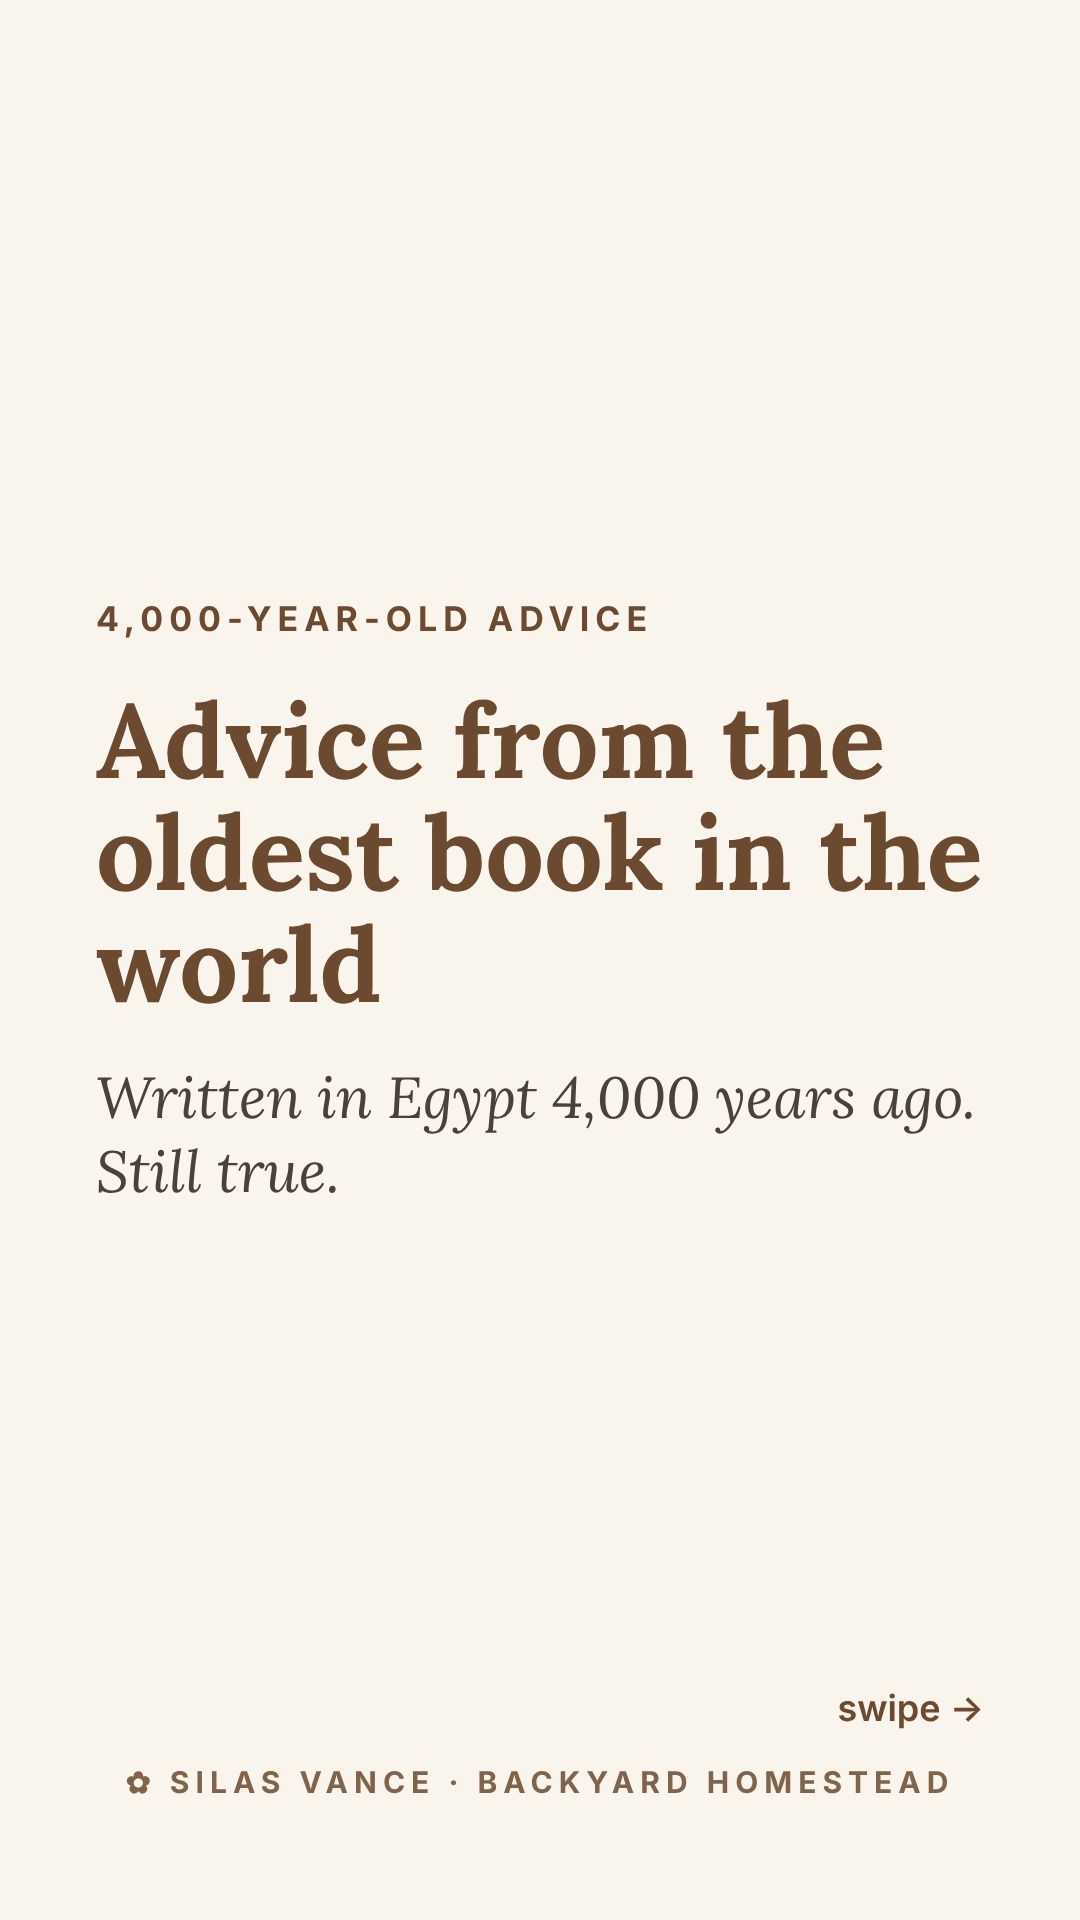 4,000-YEAR-OLD ADVICE
Advice from the
oldest book in the
world
Written in Egypt 4,000 years ago.
Still true.
swipe →
✿ SILAS VANCE · BACKYARD HOMESTEAD